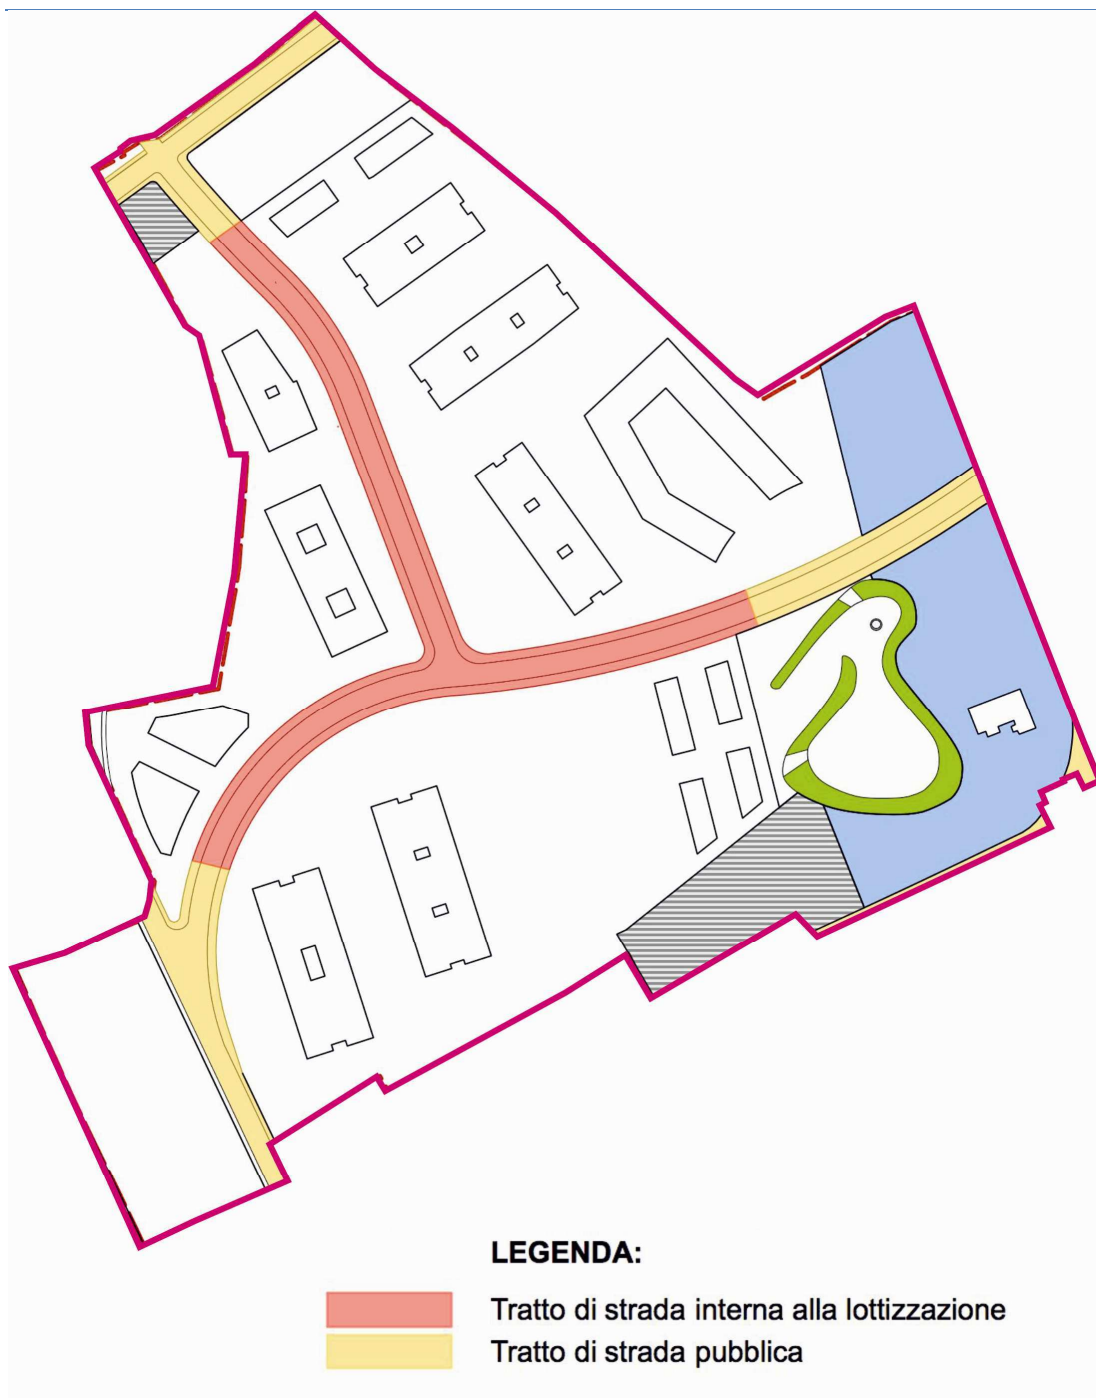 LEGENDA:
Tratto di strada interna alla lottizzazione
Tratto di strada pubblica